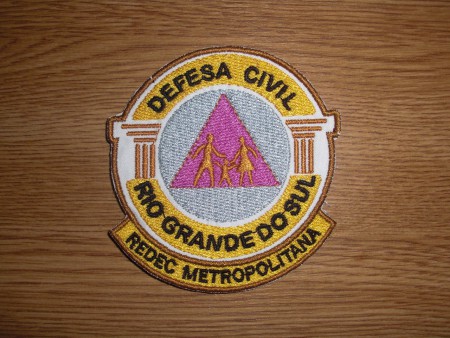 DEFESA CIVIL
RIO GRANDE DO SUL
REDEC METROPOLITANA